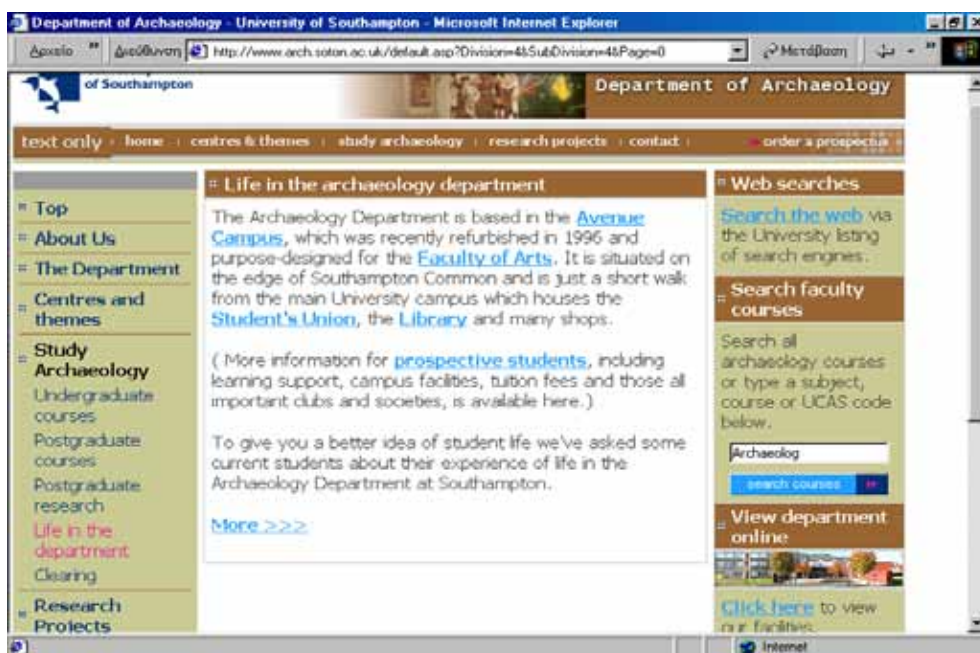 Department of Archaeology - University of Southampton - Microsoft Internet Explorer
Αρχείο " Διεύθυνση http://www.arch.soton.ac.uk/default.asp?Division=4&SubDivision=4&Page=0 Μετάβαση "
of Southampton
Department of Archaeology
text only home centres & themes study archaeology research projects contact order a prospectus
Top
About Us
The Department
Centres and
themes
Study
Archaeology
Undergraduate
courses
Postgraduate
courses
Postgraduate
research
Life in the
department
Clearing
Research
Projects
Life in the archaeology department
The Archaeology Department is based in the Avenue
Campus, which was recently refurbished in 1996 and
purpose-designed for the Faculty of Arts. It is situated on
the edge of Southampton Common and is just a short walk
from the main University campus which houses the
Student's Union, the Library and many shops.
( More information for prospective students, including
learning support, campus facilities, tuition fees and those all
important clubs and societies, is available here.)
To give you a better idea of student life we've asked some
current students about their experience of life in the
Archaeology Department at Southampton.
More >>>
Web searches
Search the web via
the University listing
of search engines.
Search faculty
courses
Search all
archaeology courses
or type a subject,
course or UCAS code
below.
Archaeolog
search courses
View department
online
Click here to view
our facilities.
Internet